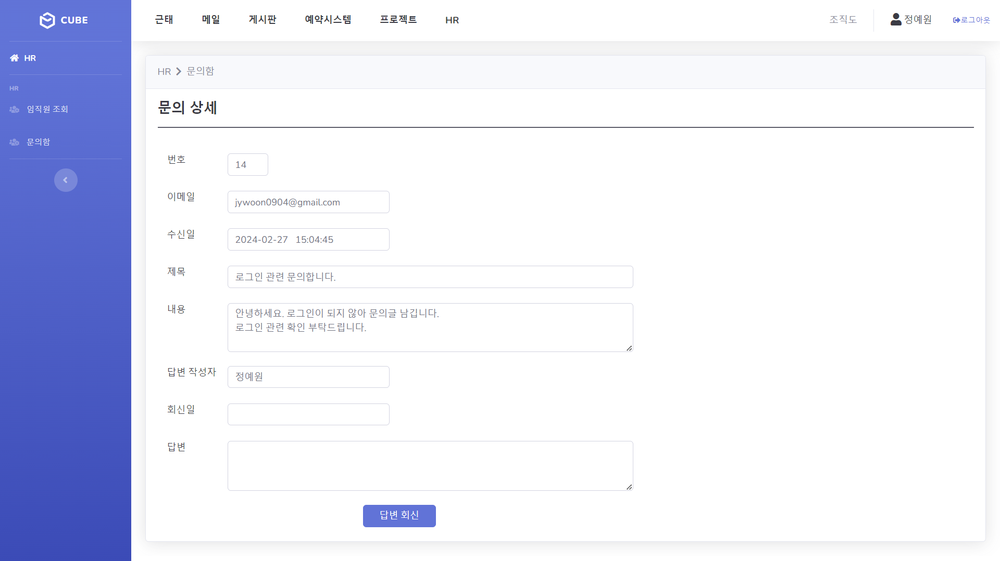 CUBE
HR
HR
임직원 조회
문의함
근태 메일 게시판 예약시스템 프로젝트 HR
조직도 정예원 로그아웃
HR 문의함
문의 상세
번호 14
이메일 jywoon0904@gmail.com
수신일 2024-02-27 15:04:45
제목 로그인 관련 문의합니다.
내용 안녕하세요. 로그인이 되지 않아 문의글 남깁니다.
로그인 관련 확인 부탁드립니다.
답변 작성자 정예원
회신일
답변
답변 회신